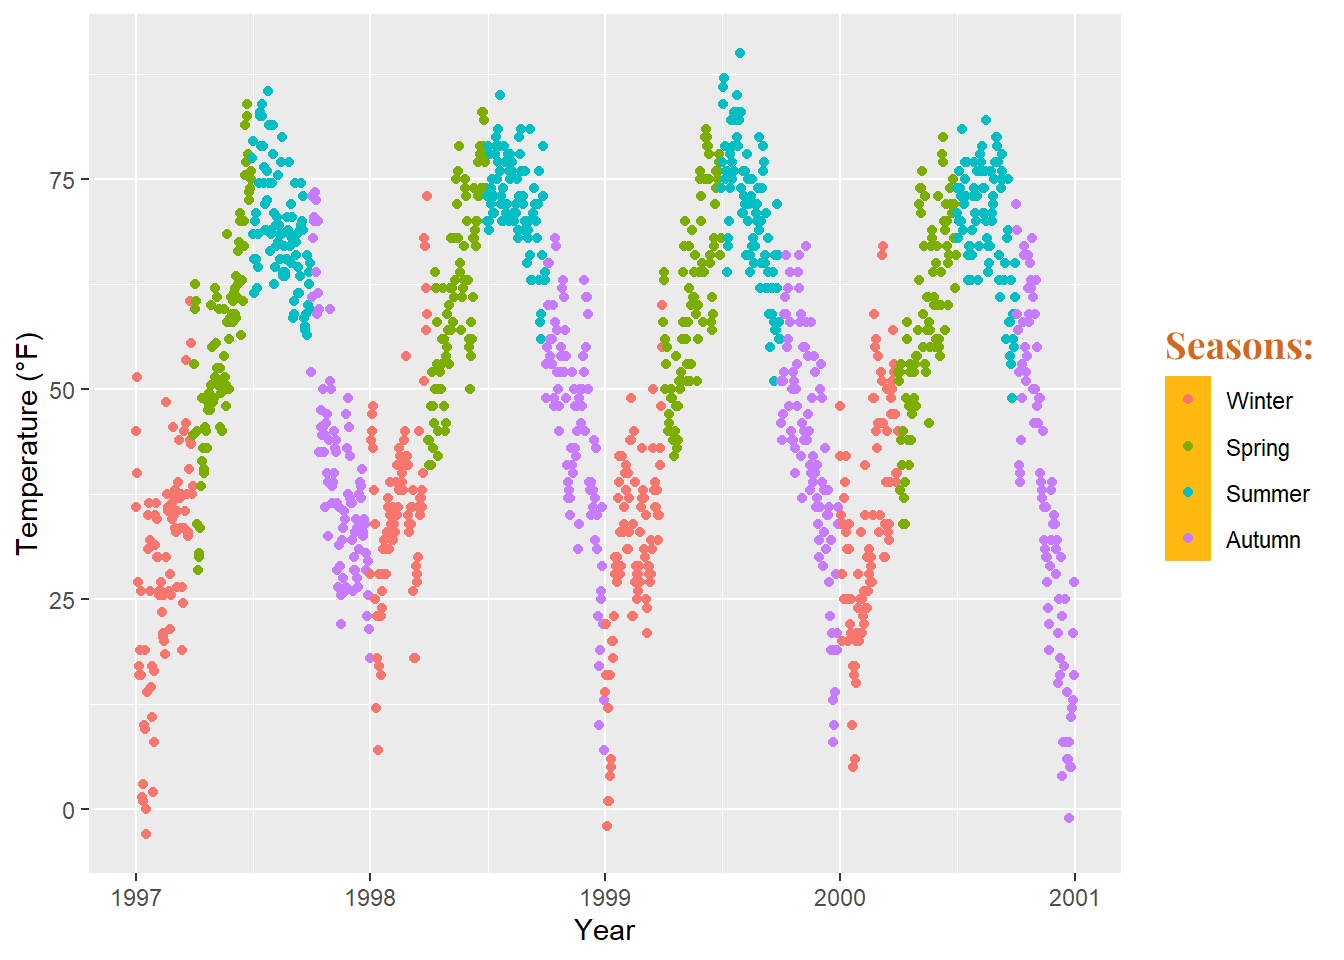 Temperature (°F)
75
50
25
0
1997
1998
1999
2000
2001
Year
Seasons:
Winter
Spring
Summer
Autumn